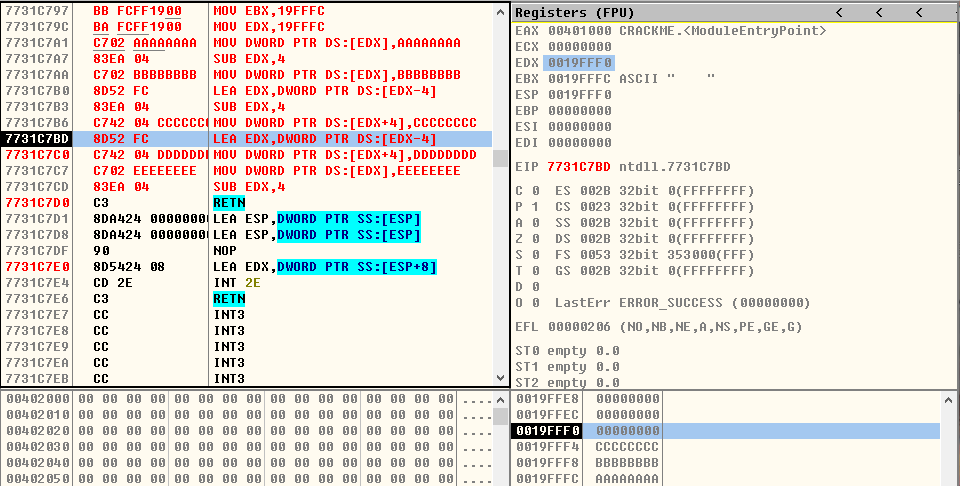 7731C797 BB FCFF1900 MOV EBX,19FFFC
7731C79C BA FCFF1900 MOV EDX,19FFFC
7731C7A1 C702 AAAAAAAA MOV DWORD PTR DS:[EDX],AAAAAAAA
7731C7A7 83EA 04 SUB EDX,4
7731C7AA C702 BBBBBBBB MOV DWORD PTR DS:[EDX],BBBBBBBB
7731C7B0 8D52 FC LEA EDX,DWORD PTR DS:[EDX-4]
7731C7B3 83EA 04 SUB EDX,4
7731C7B6 C742 04 CCCCCCC MOV DWORD PTR DS:[EDX+4],CCCCCCCC
7731C7BD 8D52 FC LEA EDX,DWORD PTR DS:[EDX-4]
7731C7C0 C742 04 DDDDDDD MOV DWORD PTR DS:[EDX+4],DDDDDDDD
7731C7C7 C702 EEEEEEEE MOV DWORD PTR DS:[EDX],EEEEEEEE
7731C7CD 83EA 04 SUB EDX,4
7731C7D0 C3 RETN
7731C7D1 8DA424 0000000 LEA ESP,DWORD PTR SS:[ESP]
7731C7D8 8DA424 0000000 LEA ESP,DWORD PTR SS:[ESP]
7731C7DF 90 NOP
7731C7E0 8D5424 08 LEA EDX,DWORD PTR SS:[ESP+8]
7731C7E4 CD 2E INT 2E
7731C7E6 C3 RETN
7731C7E7 CC INT3
7731C7E8 CC INT3
7731C7E9 CC INT3
7731C7EA CC INT3
7731C7EB CC INT3
Registers (FPU) < < <
EAX 00401000 CRACKME.<ModuleEntryPoint>
ECX 00000000
EDX 0019FFF0
EBX 0019FFFC ASCII "    "
ESP 0019FFF0
EBP 00000000
ESI 00000000
EDI 00000000
EIP 7731C7BD ntdll.7731C7BD
C 0 ES 002B 32bit 0(FFFFFFFF)
P 1 CS 0023 32bit 0(FFFFFFFF)
A 0 SS 002B 32bit 0(FFFFFFFF)
Z 0 DS 002B 32bit 0(FFFFFFFF)
S 0 FS 0053 32bit 353000(FFF)
T 0 GS 002B 32bit 0(FFFFFFFF)
D 0
O 0 LastErr ERROR_SUCCESS (00000000)
EFL 00000206 (NO,NB,NE,A,NS,PE,GE,G)
ST0 empty 0.0
ST1 empty 0.0
ST2 empty 0.0
00402000 00 00 00 00 00 00 00 00 00 00 00 00 00 00 00 00 ....
00402010 00 00 00 00 00 00 00 00 00 00 00 00 00 00 00 00 ....
00402020 00 00 00 00 00 00 00 00 00 00 00 00 00 00 00 00 ....
00402030 00 00 00 00 00 00 00 00 00 00 00 00 00 00 00 00 ....
00402040 00 00 00 00 00 00 00 00 00 00 00 00 00 00 00 00 ....
00402050 00 00 00 00 00 00 00 00 00 00 00 00 00 00 00 00 ....
0019FFE8 00000000
0019FFEC 00000000
0019FFF0 00000000
0019FFF4 CCCCCCCC
0019FFF8 BBBBBBBB
0019FFFC AAAAAAAA